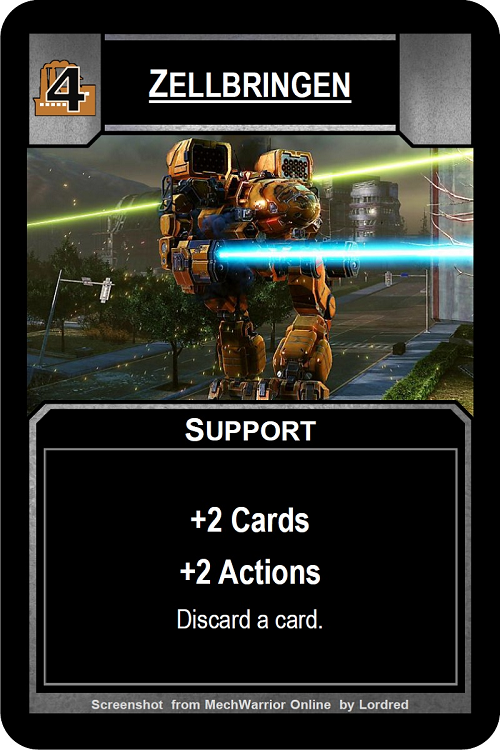 4
ZELLBRINGEN
SUPPORT
+2 Cards
+2 Actions
Discard a card.
Screenshot from MechWarrior Online by Lordred